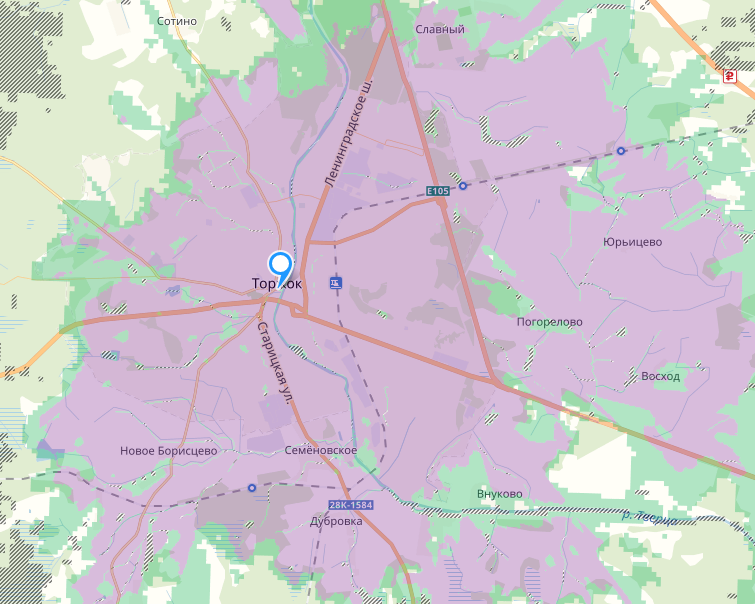 Сотино
Славный
Ленинградское ш.
E105
Юрьицево
Торжок
Погорелово
Старицкая ул.
Восход
Новое Борисцево
Семёновское
Внуково
28К-1584
Дубровка
р. Тверца